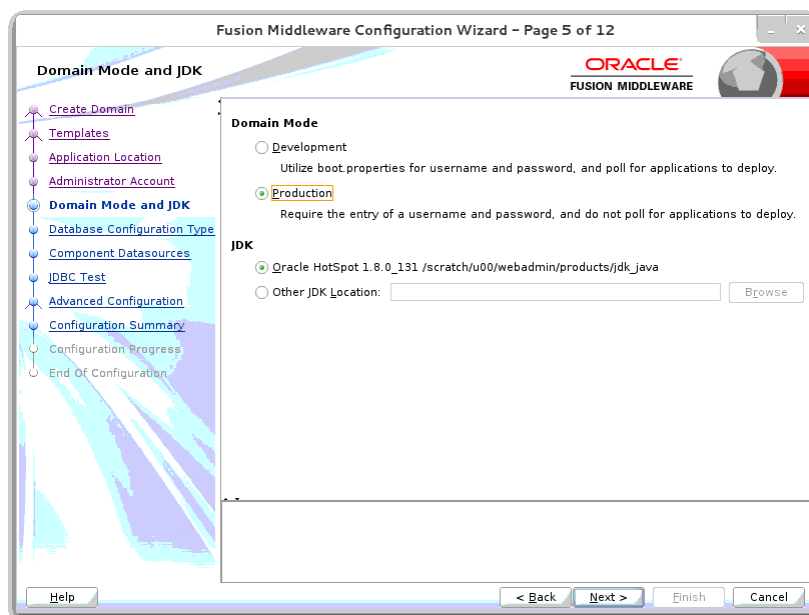 Fusion Middleware Configuration Wizard - Page 5 of 12
Domain Mode and JDK
ORACLE
FUSION MIDDLEWARE
Create Domain
Templates
Application Location
Administrator Account
Domain Mode and JDK
Database Configuration Type
Component Datasources
JDBC Test
Advanced Configuration
Configuration Summary
Configuration Progress
End Of Configuration
Domain Mode
Development
Utilize boot.properties for username and password, and poll for applications to deploy.
Production
Require the entry of a username and password, and do not poll for applications to deploy.
JDK
Oracle HotSpot 1.8.0_131 /scratch/u00/webadmin/products/jdk_java
Other JDK Location: Browse
Help < Back Next > Finish Cancel